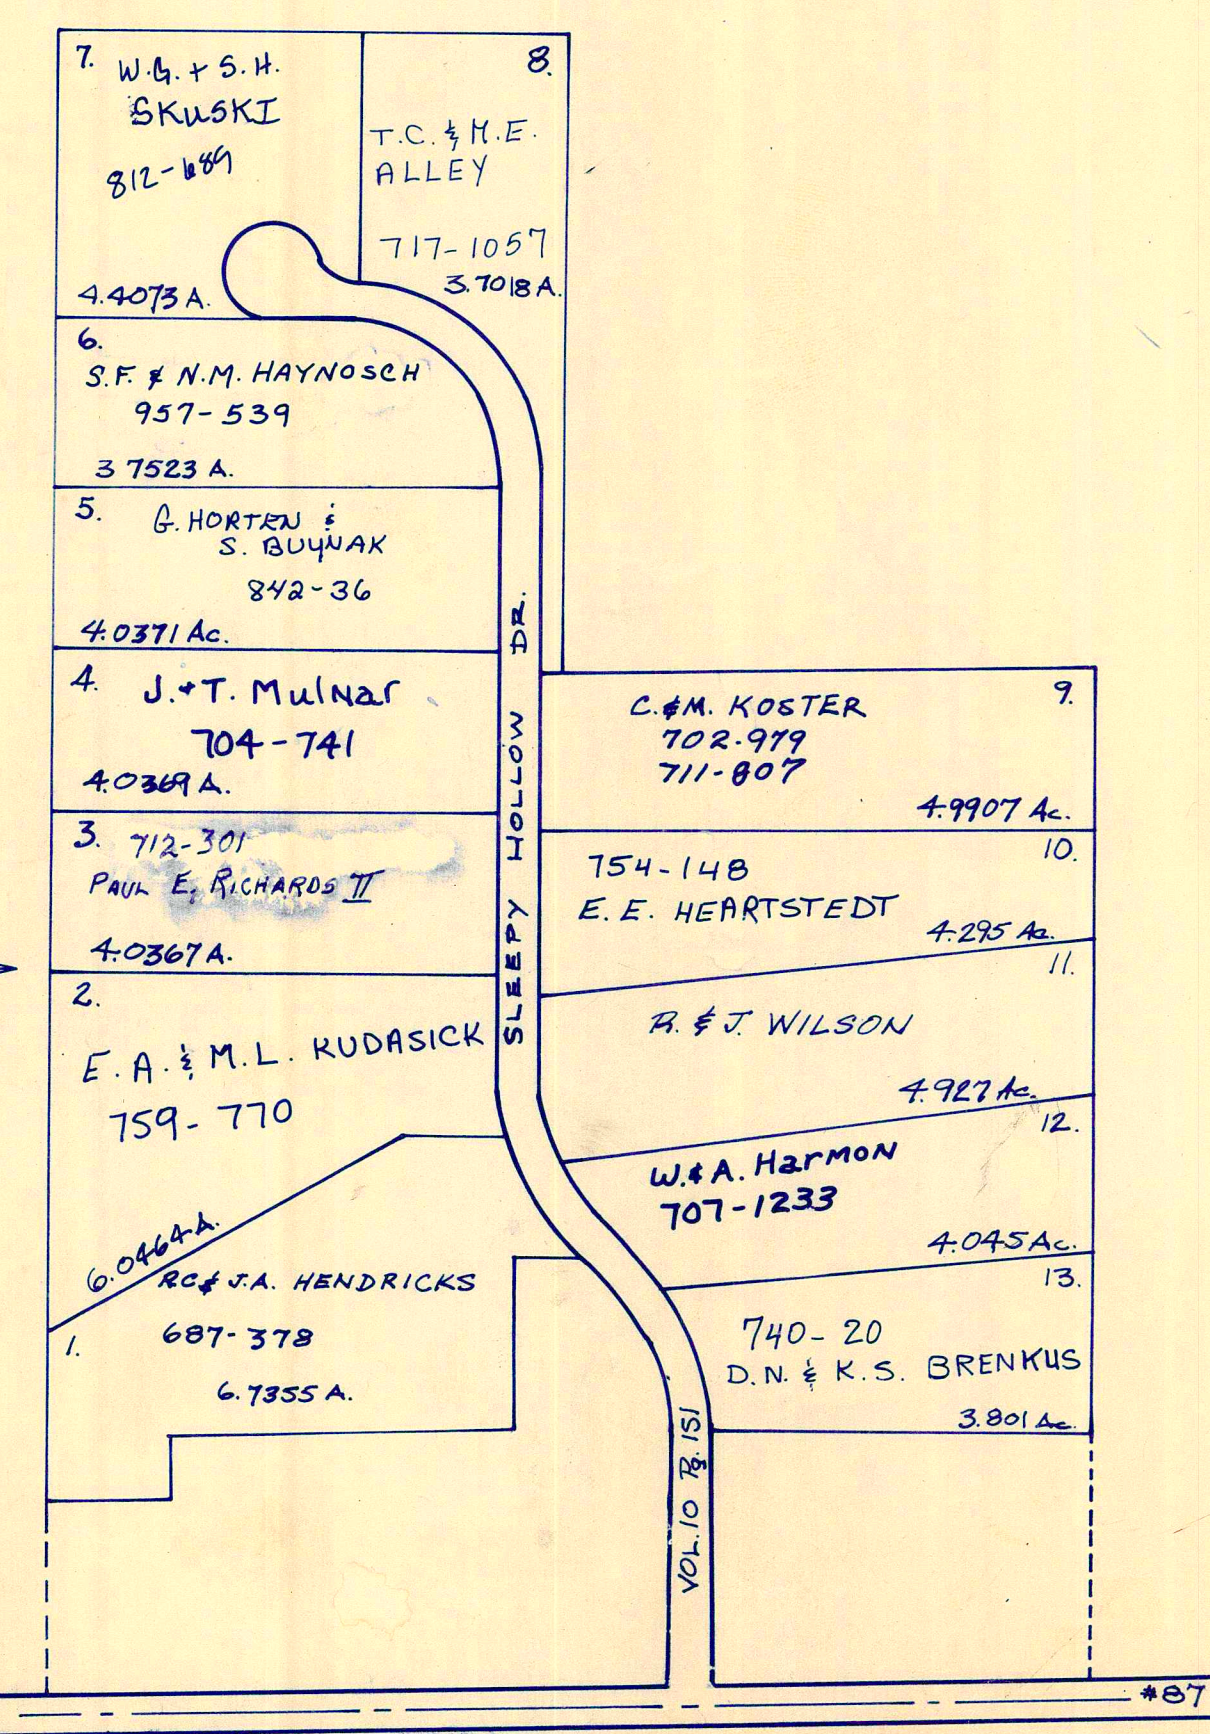 7.
W.G. + S.H.
SKUSKI
812-689
4.4073 A.
8.
T.C. & M.E.
ALLEY
717-1057
3.7018 A.
6.
S.F. & N.M. HAYNOSCH
957-539
3 7523 A.
5.
G. HORTEN &
S. BUYNAK
842-36
4.0371 Ac.
4.
J. + T. Mulnar
704-741
4.0369 A.
3.
712-301
PAUL E. RICHARDS II
4.0367 A.
2.
E. A. & M. L. KUDASICK
759-770
6.0464 A.
1.
R.C & J.A. HENDRICKS
687-378
6.7355 A.
SLEEPY HOLLOW DR.
VOL. 10 Pg. 151
9.
C. & M. KOSTER
702-979
711-807
4.9907 Ac.
10.
754-148
E. E. HEARTSTEDT
4.295 Ac.
11.
R. & J. WILSON
4.927 Ac.
12.
W. & A. Harmon
707-1233
4.045 Ac.
13.
740-20
D.N. & K.S. BRENKUS
3.801 Ac.
#87